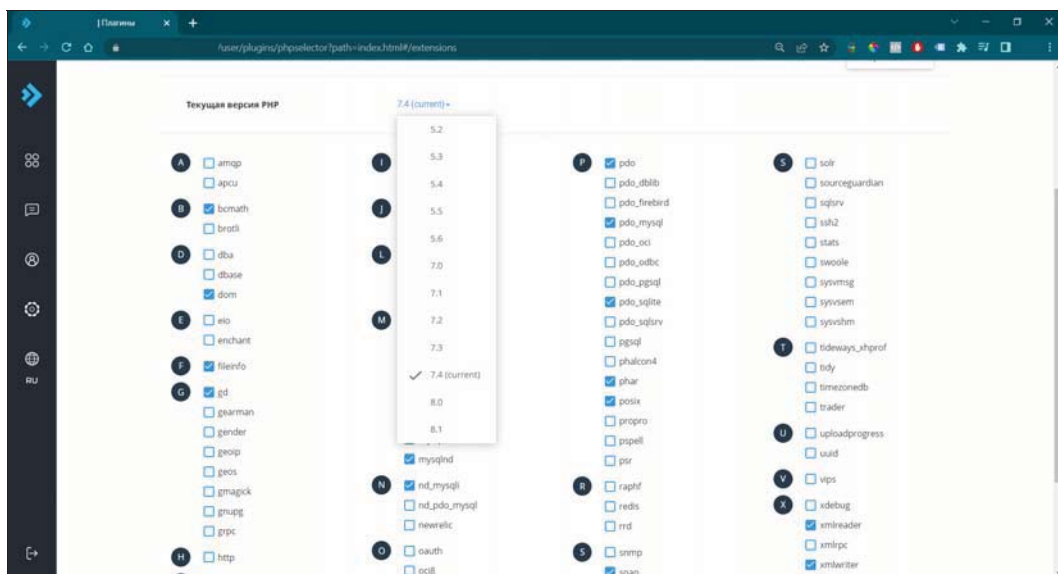 Плагины
/user/plugins/phpselector?path=index.html#/extensions
Текущая версия PHP
7.4 (current)
5.2
5.3
5.4
5.5
5.6
7.0
7.1
7.2
7.3
7.4 (current)
8.0
8.1
RU
A
amqp
apcu
B
bcmath
brotli
D
dba
dbase
dom
E
eio
enchant
F
fileinfo
G
gd
gearman
gender
geoip
geos
gmagick
gnupg
grpc
H
http
I
J
L
M
mysqlnd
N
nd_mysqli
nd_pdo_mysql
newrelic
O
oauth
oci8
P
pdo
pdo_dblib
pdo_firebird
pdo_mysql
pdo_oci
pdo_odbc
pdo_pgsql
pdo_sqlite
pdo_sqlsrv
pgsql
phalcon4
phar
posix
propro
pspell
psr
R
raphf
redis
rrd
S
snmp
soap
S
solr
sourceguardian
sqlsrv
ssh2
stats
swoole
sysvmsg
sysvsem
sysvshm
T
tideways_xhprof
tidy
timezonedb
trader
U
uploadprogress
uuid
V
vips
X
xdebug
xmlreader
xmlrpc
xmlwriter